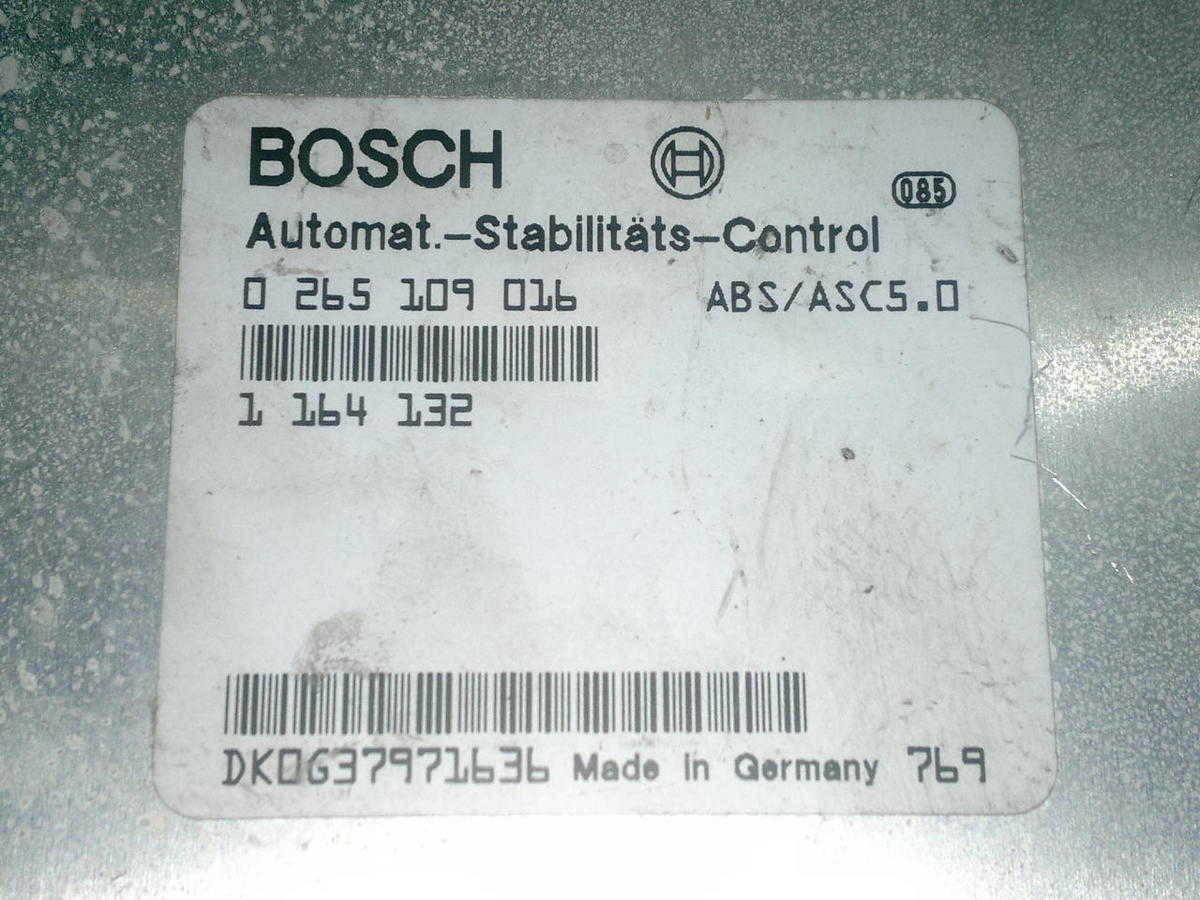 BOSCH
085
Automat.-Stabilitäts-Control
0 265 109 016 ABS/ASC5.0
1 164 132
DK0G37971636 Made in Germany 769